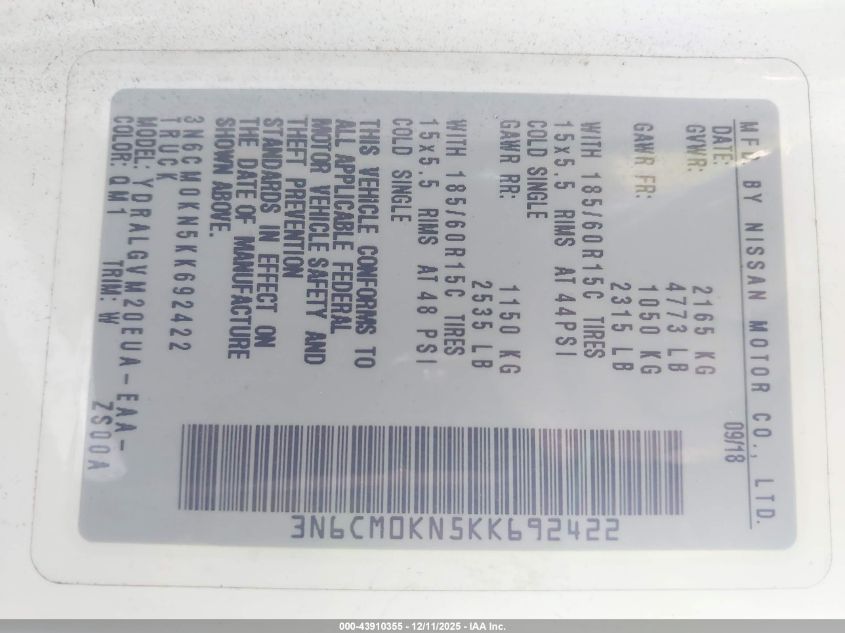 MFD BY NISSAN MOTOR CO., LTD.
DATE: 09/18
GVWR: 2165 KG
4773 LB
GAWR FR: 1050 KG
2315 LB
WITH 185/60R15C TIRES
15x5.5 RIMS AT 44PSI
COLD SINGLE
GAWR RR: 1150 KG
2535 LB
WITH 185/60R15C TIRES
15x5.5 RIMS AT 48 PSI
COLD SINGLE
THIS VEHICLE CONFORMS TO
ALL APPLICABLE FEDERAL
MOTOR VEHICLE SAFETY AND
THEFT PREVENTION
STANDARDS IN EFFECT ON
THE DATE OF MANUFACTURE
SHOWN ABOVE.
3N6CM0KN5KK692422
TRUCK
MODEL: YDRALGVM20EUA-EAA-
COLOR: QM1 TRIM: W ZS00A
3N6CM0KN5KK692422
000-43910355 - 12/11/2025 - IAA Inc.